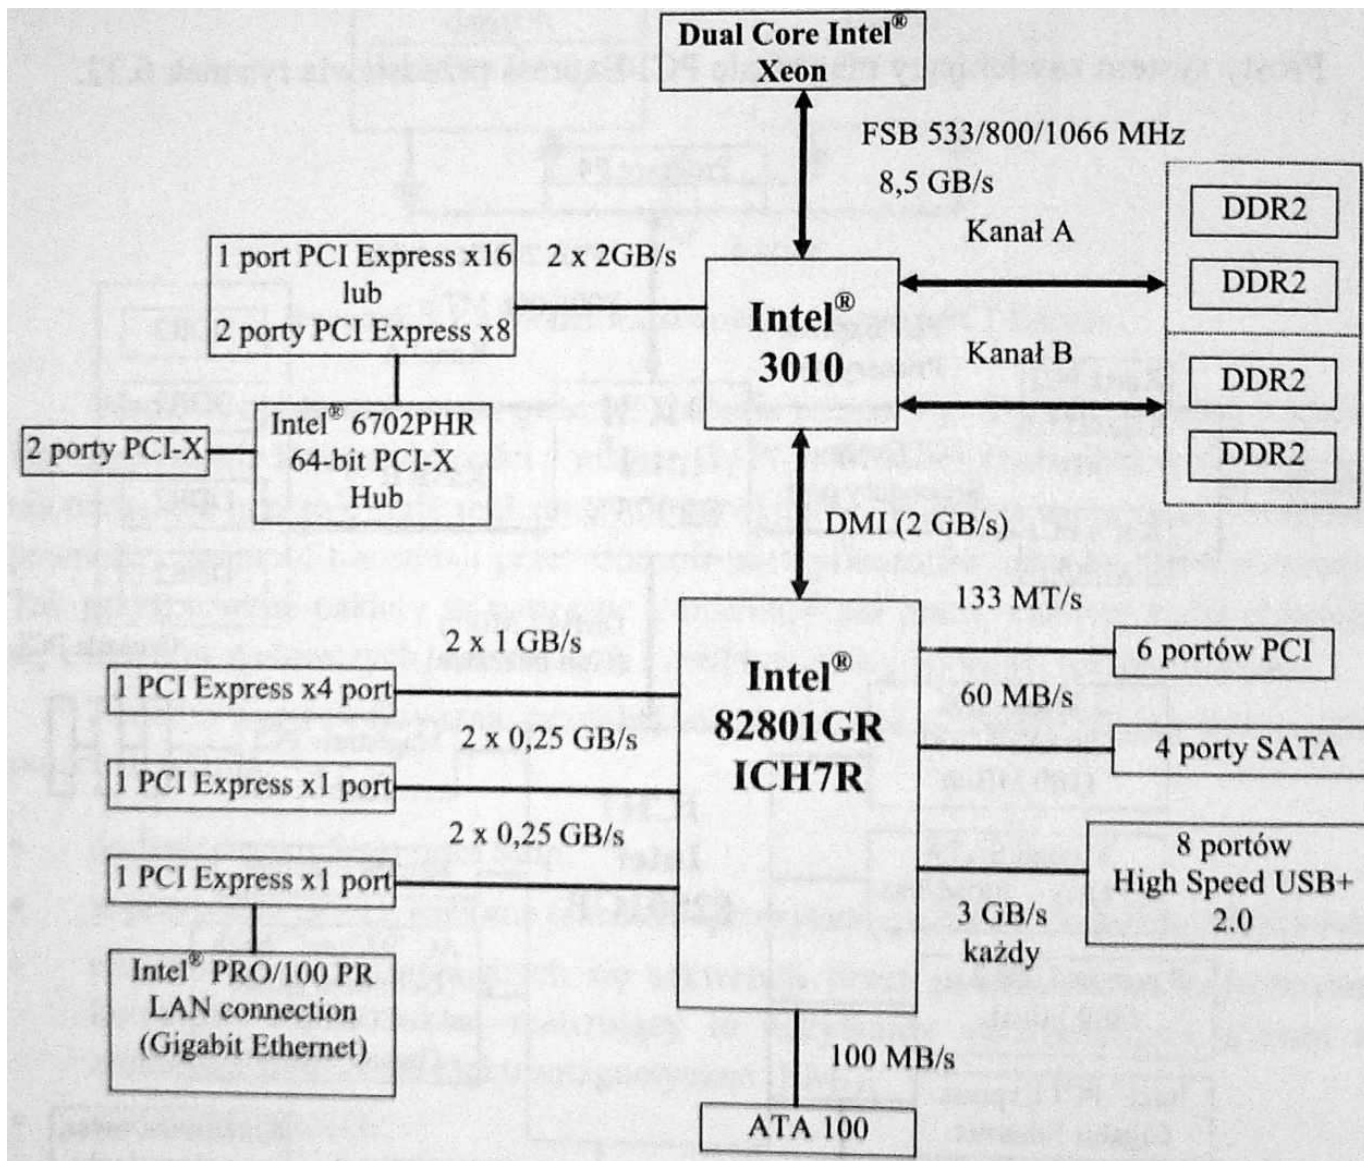 Dual Core Intel®
Xeon
FSB 533/800/1066 MHz
8,5 GB/s
Kanał A
DDR2
DDR2
1 port PCI Express x16
lub
2 porty PCI Express x8
2 x 2GB/s
Intel®
3010
Kanał B
DDR2
DDR2
2 porty PCI-X
Intel® 6702PHR
64-bit PCI-X
Hub
DMI (2 GB/s)
133 MT/s
2 x 1 GB/s
6 portów PCI
1 PCI Express x4 port
Intel®
82801GR
ICH7R
60 MB/s
2 x 0,25 GB/s
4 porty SATA
1 PCI Express x1 port
2 x 0,25 GB/s
8 portów
High Speed USB+
2.0
1 PCI Express x1 port
3 GB/s
każdy
Intel® PRO/100 PR
LAN connection
(Gigabit Ethernet)
100 MB/s
ATA 100